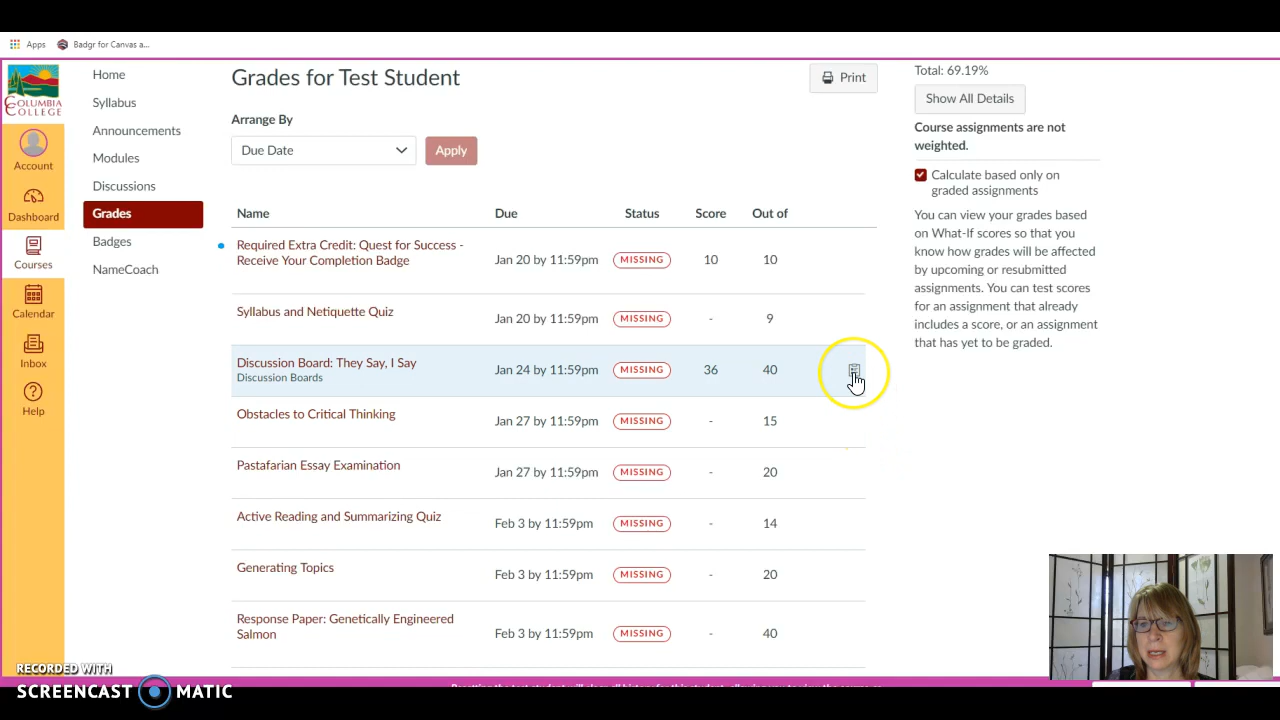 Apps
Badgr for Canvas a...
COLUMBIA
COLLEGE
Account
Dashboard
Courses
Calendar
Inbox
Help
Home
Syllabus
Announcements
Modules
Discussions
Grades
Badges
NameCoach
Grades for Test Student
Print
Arrange By
Due Date
Apply
Name Due Status Score Out of
Required Extra Credit: Quest for Success -
Receive Your Completion Badge
Jan 20 by 11:59pm MISSING 10 10
Syllabus and Netiquette Quiz
Jan 20 by 11:59pm MISSING - 9
Discussion Board: They Say, I Say
Discussion Boards
Jan 24 by 11:59pm MISSING 36 40
Obstacles to Critical Thinking
Jan 27 by 11:59pm MISSING - 15
Pastafarian Essay Examination
Jan 27 by 11:59pm MISSING - 20
Active Reading and Summarizing Quiz
Feb 3 by 11:59pm MISSING - 14
Generating Topics
Feb 3 by 11:59pm MISSING - 20
Response Paper: Genetically Engineered
Salmon
Feb 3 by 11:59pm MISSING - 40
Total: 69.19%
Show All Details
Course assignments are not
weighted.
Calculate based only on
graded assignments
You can view your grades based
on What-If scores so that you
know how grades will be affected
by upcoming or resubmitted
assignments. You can test scores
for an assignment that already
includes a score, or an assignment
that has yet to be graded.
RECORDED WITH
SCREENCAST MATIC